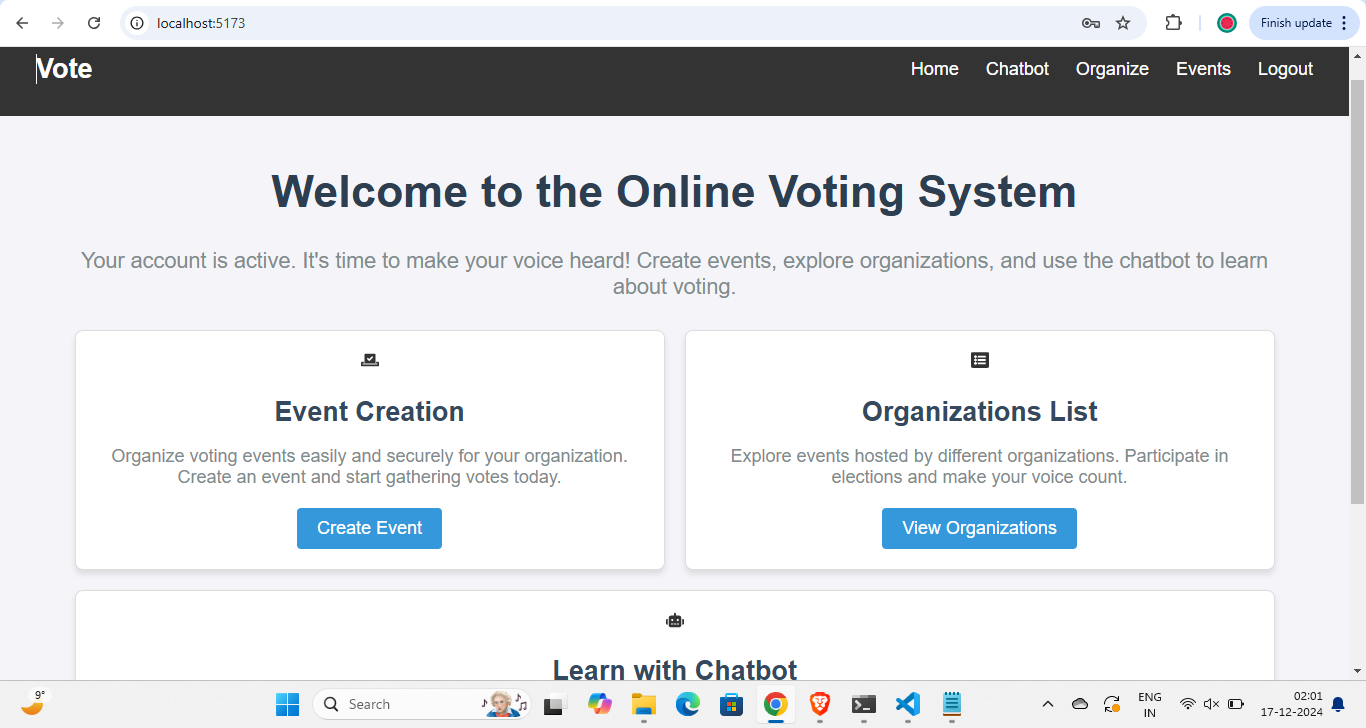 localhost:5173
Finish update
Vote
Home Chatbot Organize Events Logout
Welcome to the Online Voting System
Your account is active. It's time to make your voice heard! Create events, explore organizations, and use the chatbot to learn
about voting.
Event Creation
Organize voting events easily and securely for your organization.
Create an event and start gathering votes today.
Create Event
Organizations List
Explore events hosted by different organizations. Participate in
elections and make your voice count.
View Organizations
Learn with Chatbot
9°
Search
ENG
IN
02:01
17-12-2024